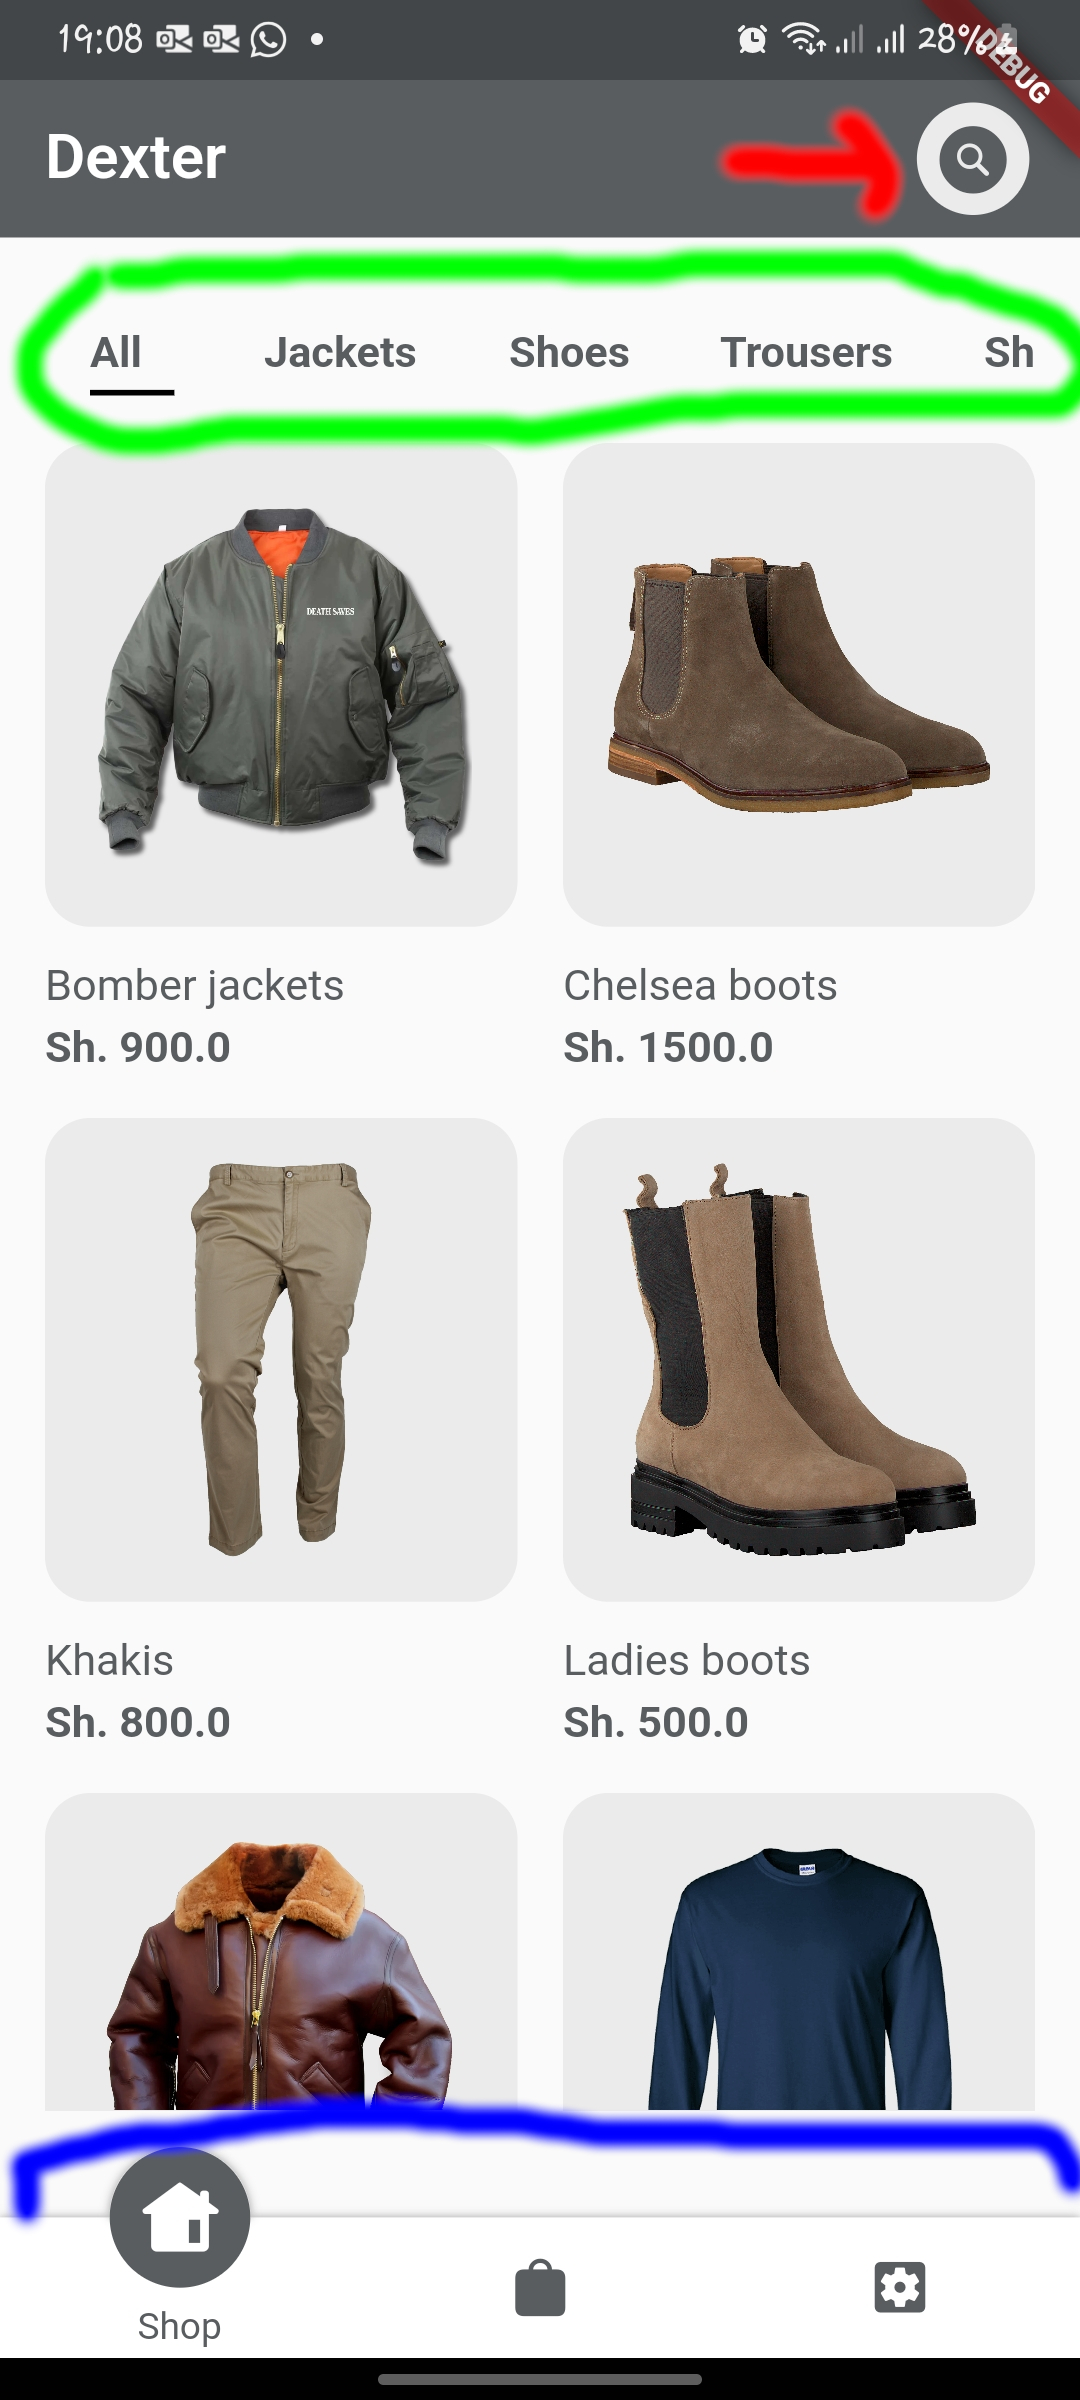 19:08
28%
DEBUG
Dexter
All Jackets Shoes Trousers Sh
DEATH SAVES
Bomber jackets
Sh. 900.0
Chelsea boots
Sh. 1500.0
Khakis
Sh. 800.0
Ladies boots
Sh. 500.0
Shop